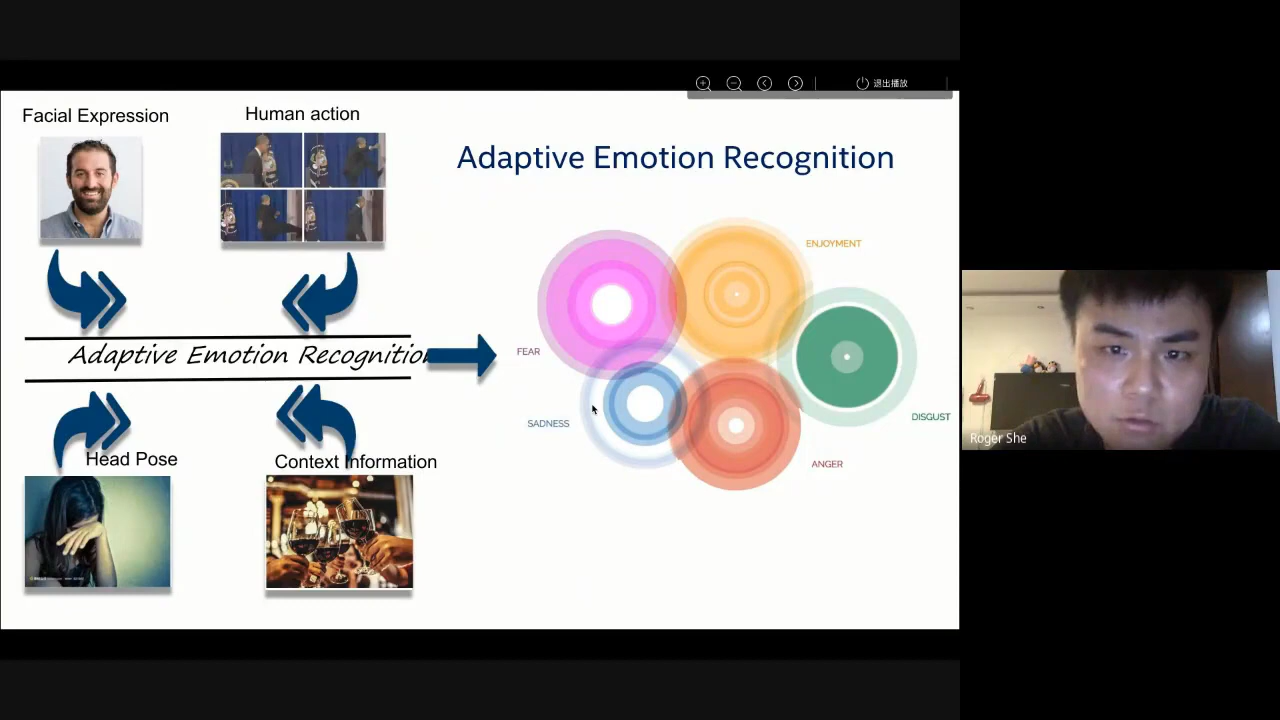 退出播放
Facial Expression
Human action
Adaptive Emotion Recognition
ENJOYMENT
Adaptive Emotion Recognition
FEAR
DISGUST
SADNESS
Roger She
Head Pose
Context Information
ANGER